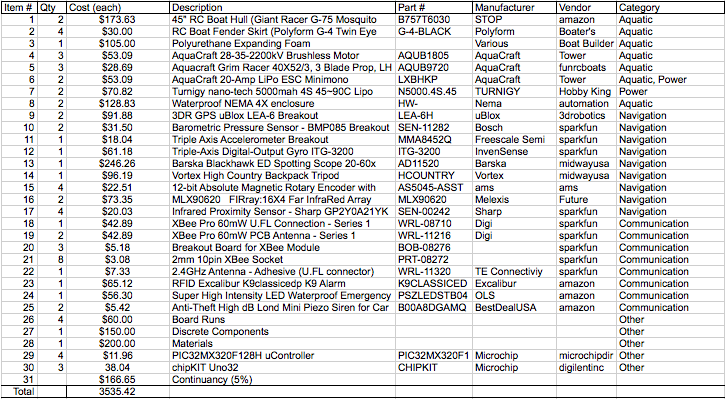 Item # Qty Cost (each) Description Part # Manufacturer Vendor Category
1 2 $173.63 45" RC Boat Hull (Giant Racer G-75 Mosquito B757T6030 STOP amazon Aquatic
2 4 $30.00 RC Boat Fender Skirt (Polyform G-4 Twin Eye G-4-BLACK Polyform Boater's Aquatic
3 1 $105.00 Polyurethane Expanding Foam Various Boat Builder Aquatic
4 3 $53.09 AquaCraft 28-35-2200kv Brushless Motor AQUB1805 AquaCraft Tower Aquatic
5 3 $28.69 Aquacraft Grim Racer 40X52/3, 3 Blade Prop, LH AQUB9720 AquaCraft funrcboats Aquatic
6 2 $53.09 AquaCraft 20-Amp LiPo ESC Minimono LXBHKP AquaCraft Tower Aquatic, Power
7 2 $70.82 Turnigy nano-tech 5000mah 4S 45~90C Lipo N5000.4S.45 TURNIGY Hobby King Power
8 2 $128.83 Waterproof NEMA 4X enclosure HW- Nema automation Aquatic
9 2 $91.88 3DR GPS uBlox LEA-6 Breakout LEA-6H uBlox 3drobotics Navigation
10 2 $31.50 Barometric Pressure Sensor - BMP085 Breakout SEN-11282 Bosch sparkfun Navigation
11 1 $18.04 Triple-Axis Accelerometer Breakout MMA8452Q Freescale Semi sparkfun Navigation
12 1 $61.18 Triple-Axis Digital-Output Gyro ITG-3200 ITG-3200 InvenSense sparkfun Navigation
13 1 $246.26 Barska Blackhawk ED Spotting Scope 20-60x AD11520 Barska midwayusa Navigation
14 1 $96.19 Vortex High Country Backpack Tripod HCOUNTRY Vortex midwayusa Navigation
15 4 $22.51 12-bit Absolute Magnetic Rotary Encoder with AS5045-ASST ams ams Navigation
16 2 $73.35 MLX90620 FIRray:16X4 Far InfraRed Array MLX90620 Melexis Future Navigation
17 4 $20.03 Infrared Proximity Sensor - Sharp GP2Y0A21YK SEN-00242 Sharp sparkfun Navigation
18 1 $42.89 XBee Pro 60mW U.FL Connection - Series 1 WRL-08710 Digi sparkfun Communication
19 2 $42.89 XBee Pro 60mW PCB Antenna - Series 1 WRL-11216 Digi sparkfun Communication
20 3 $5.18 Breakout Board for XBee Module BOB-08276 sparkfun Communication
21 8 $3.08 2mm 10pin XBee Socket PRT-08272 sparkfun Communication
22 1 $7.33 2.4GHz Antenna - Adhesive (U.FL connector) WRL-11320 TE Connectiviy sparkfun Communication
23 1 $65.12 RFID Excalibur K9classicedp K9 Alarm K9CLASSICED Excalibur amazon Communication
24 1 $56.30 Super High Intensity LED Waterproof Emergency PSZLEDSTB04 OLS amazon Communication
25 2 $5.42 Anti-Theft High dB Lond Mini Piezo Siren for Car B00A8DGAMQ BestDealUSA amazon Communication
26 4 $60.00 Board Runs Other
27 1 $150.00 Discrete Components Other
28 1 $200.00 Materials Other
29 4 $11.96 PIC32MX320F128H uController PIC32MX320F1 Microchip microchipdir Other
30 3 38.04 chipKIT Uno32 CHIPKIT Microchip digilentinc Other
31 $166.65 Continuancy (5%)
Total 3535.42